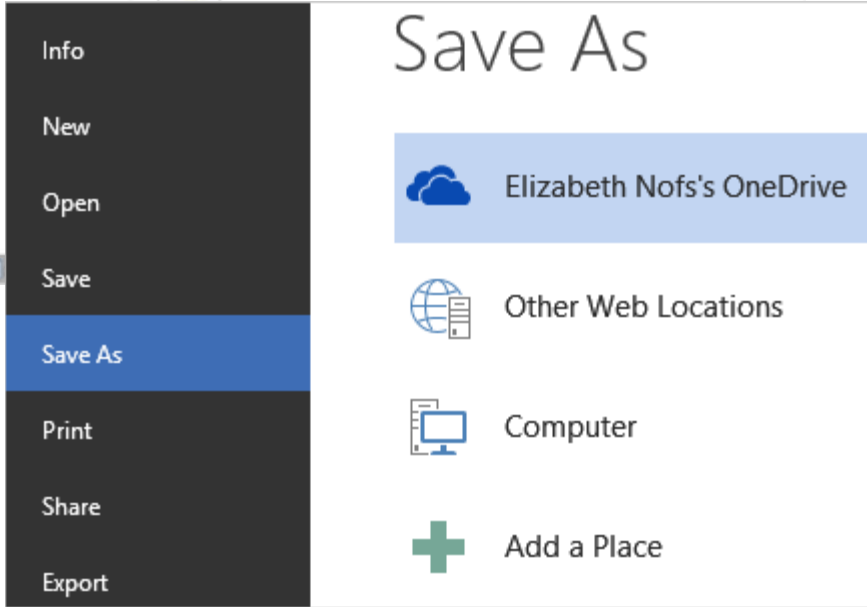 Info
New
Open
Save
Save As
Print
Share
Export
Save As
Elizabeth Nofs's OneDrive
Other Web Locations
Computer
Add a Place